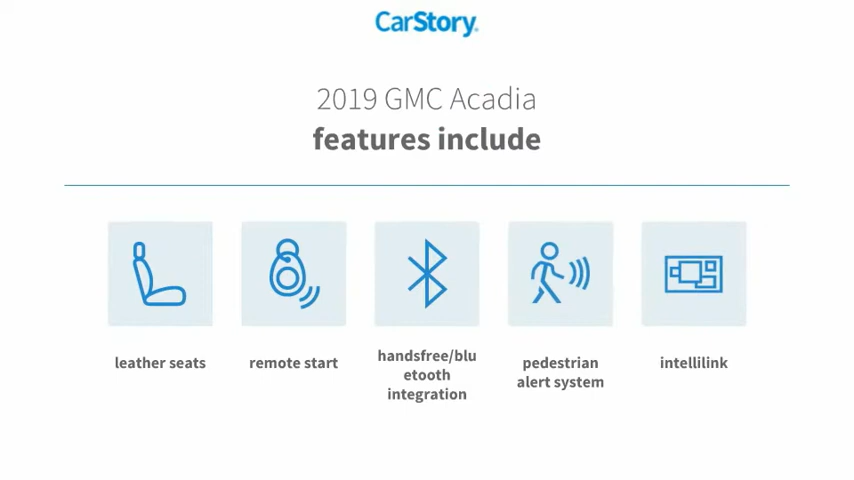 CarStory
2019 GMC Acadia
features include
leather seats
remote start
handsfree/blu
etooth
integration
pedestrian
alert system
intellilink